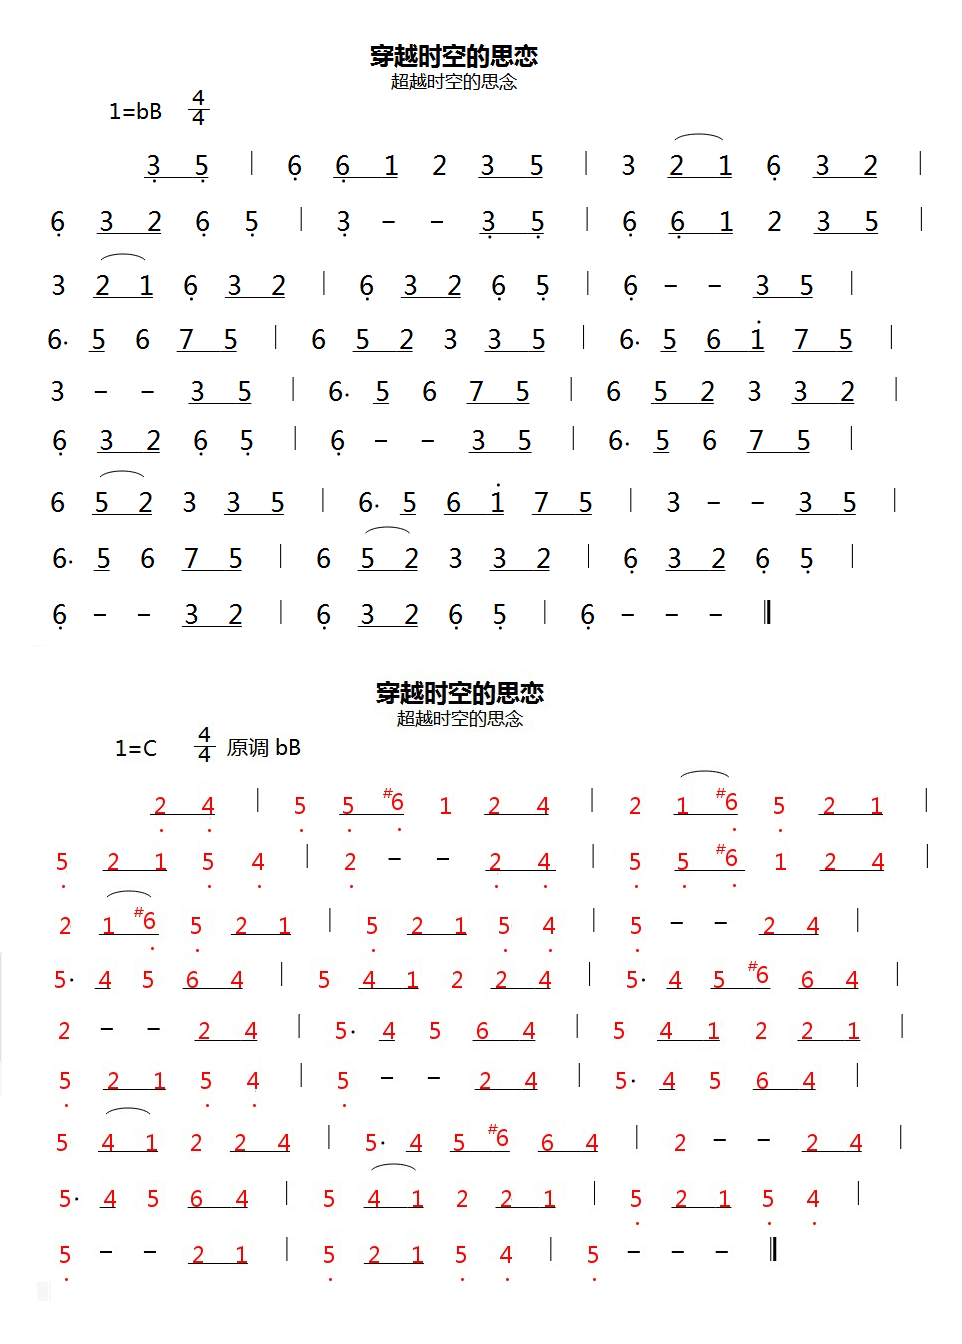 穿越时空的思恋
超越时空的思念
1=bB 4/4
3̣ 5̣ | 6̣ 6̣ 1 2 3 5 | 3 2 1 6̣ 3 2 |
6̣ 3 2 6̣ 5̣ | 3̣ - - 3̣ 5̣ | 6̣ 6̣ 1 2 3 5 |
3 2 1 6̣ 3 2 | 6̣ 3 2 6̣ 5̣ | 6̣ - - 3 5 |
6· 5 6 7 5 | 6 5 2 3 3 5 | 6· 5 6 1̇ 7 5 |
3 - - 3 5 | 6· 5 6 7 5 | 6 5 2 3 3 2 |
6̣ 3 2 6̣ 5̣ | 6̣ - - 3 5 | 6· 5 6 7 5 |
6 5 2 3 3 5 | 6· 5 6 1̇ 7 5 | 3 - - 3 5 |
6· 5 6 7 5 | 6 5 2 3 3 2 | 6̣ 3 2 6̣ 5̣ |
6̣ - - 3 2 | 6̣ 3 2 6̣ 5̣ | 6̣ - - - ‖
穿越时空的思恋
超越时空的思念
1=C 4/4 原调 bB
2̣ 4̣ | 5̣ 5̣ #6̣ 1 2 4 | 2 1 #6̣ 5̣ 2 1 |
5̣ 2 1 5̣ 4̣ | 2̣ - - 2̣ 4̣ | 5̣ 5̣ #6̣ 1 2 4 |
2 1 #6̣ 5̣ 2 1 | 5̣ 2 1 5̣ 4̣ | 5̣ - - 2 4 |
5· 4 5 6 4 | 5 4 1 2 2 4 | 5· 4 5 #6 6 4 |
2 - - 2 4 | 5· 4 5 6 4 | 5 4 1 2 2 1 |
5̣ 2 1 5̣ 4̣ | 5̣ - - 2 4 | 5· 4 5 6 4 |
5 4 1 2 2 4 | 5· 4 5 #6 6 4 | 2 - - 2 4 |
5· 4 5 6 4 | 5 4 1 2 2 1 | 5̣ 2 1 5̣ 4̣ |
5̣ - - 2 1 | 5̣ 2 1 5̣ 4̣ | 5̣ - - - ‖